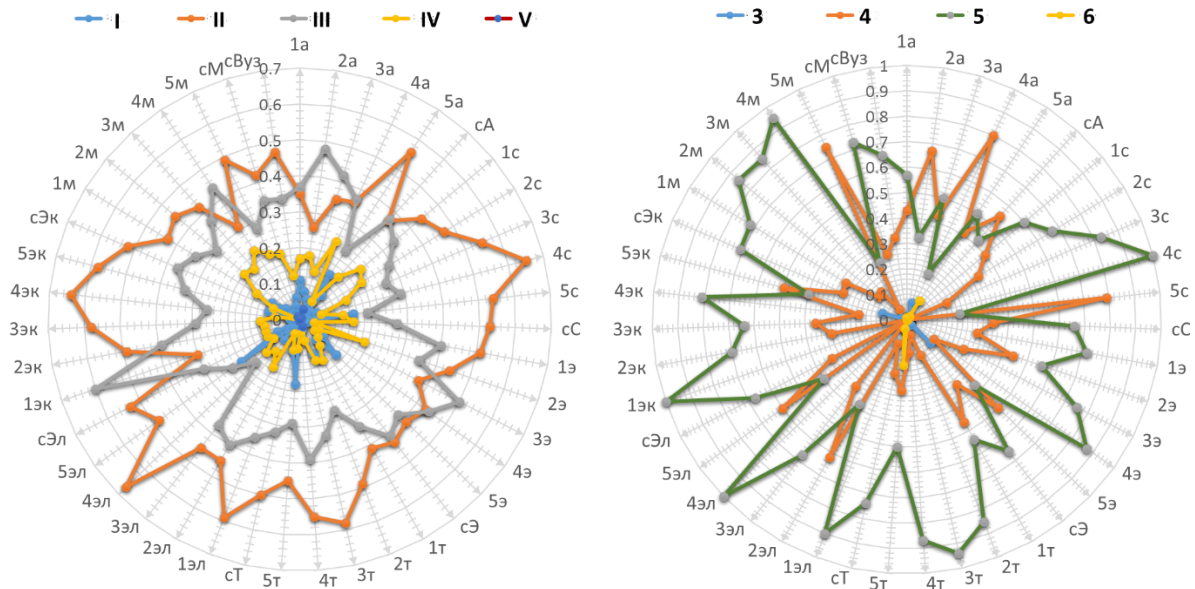 I II III IV V
1а
2а
3а
4а
5а
сА
1с
2с
3с
4с
5с
сС
1э
2э
3э
4э
5э
сЭ
1т
2т
3т
4т
5т
сТ
1эл
2эл
3эл
4эл
5эл
сЭл
1эк
2эк
3эк
4эк
5эк
сЭк
1м
2м
3м
4м
5м
сМ
сВуз
0.7
0.6
0.5
0.4
0.3
0.2
0.1
0
3 4 5 6
1а
2а
3а
4а
5а
сА
1с
2с
3с
4с
5с
сС
1э
2э
3э
4э
5э
сЭ
1т
2т
3т
4т
5т
сТ
1эл
2эл
3эл
4эл
5эл
сЭл
1эк
2эк
3эк
4эк
5эк
сЭк
1м
2м
3м
4м
5м
сМ
сВуз
1
0.9
0.8
0.7
0.6
0.5
0.4
0.3
0.2
0.1
0